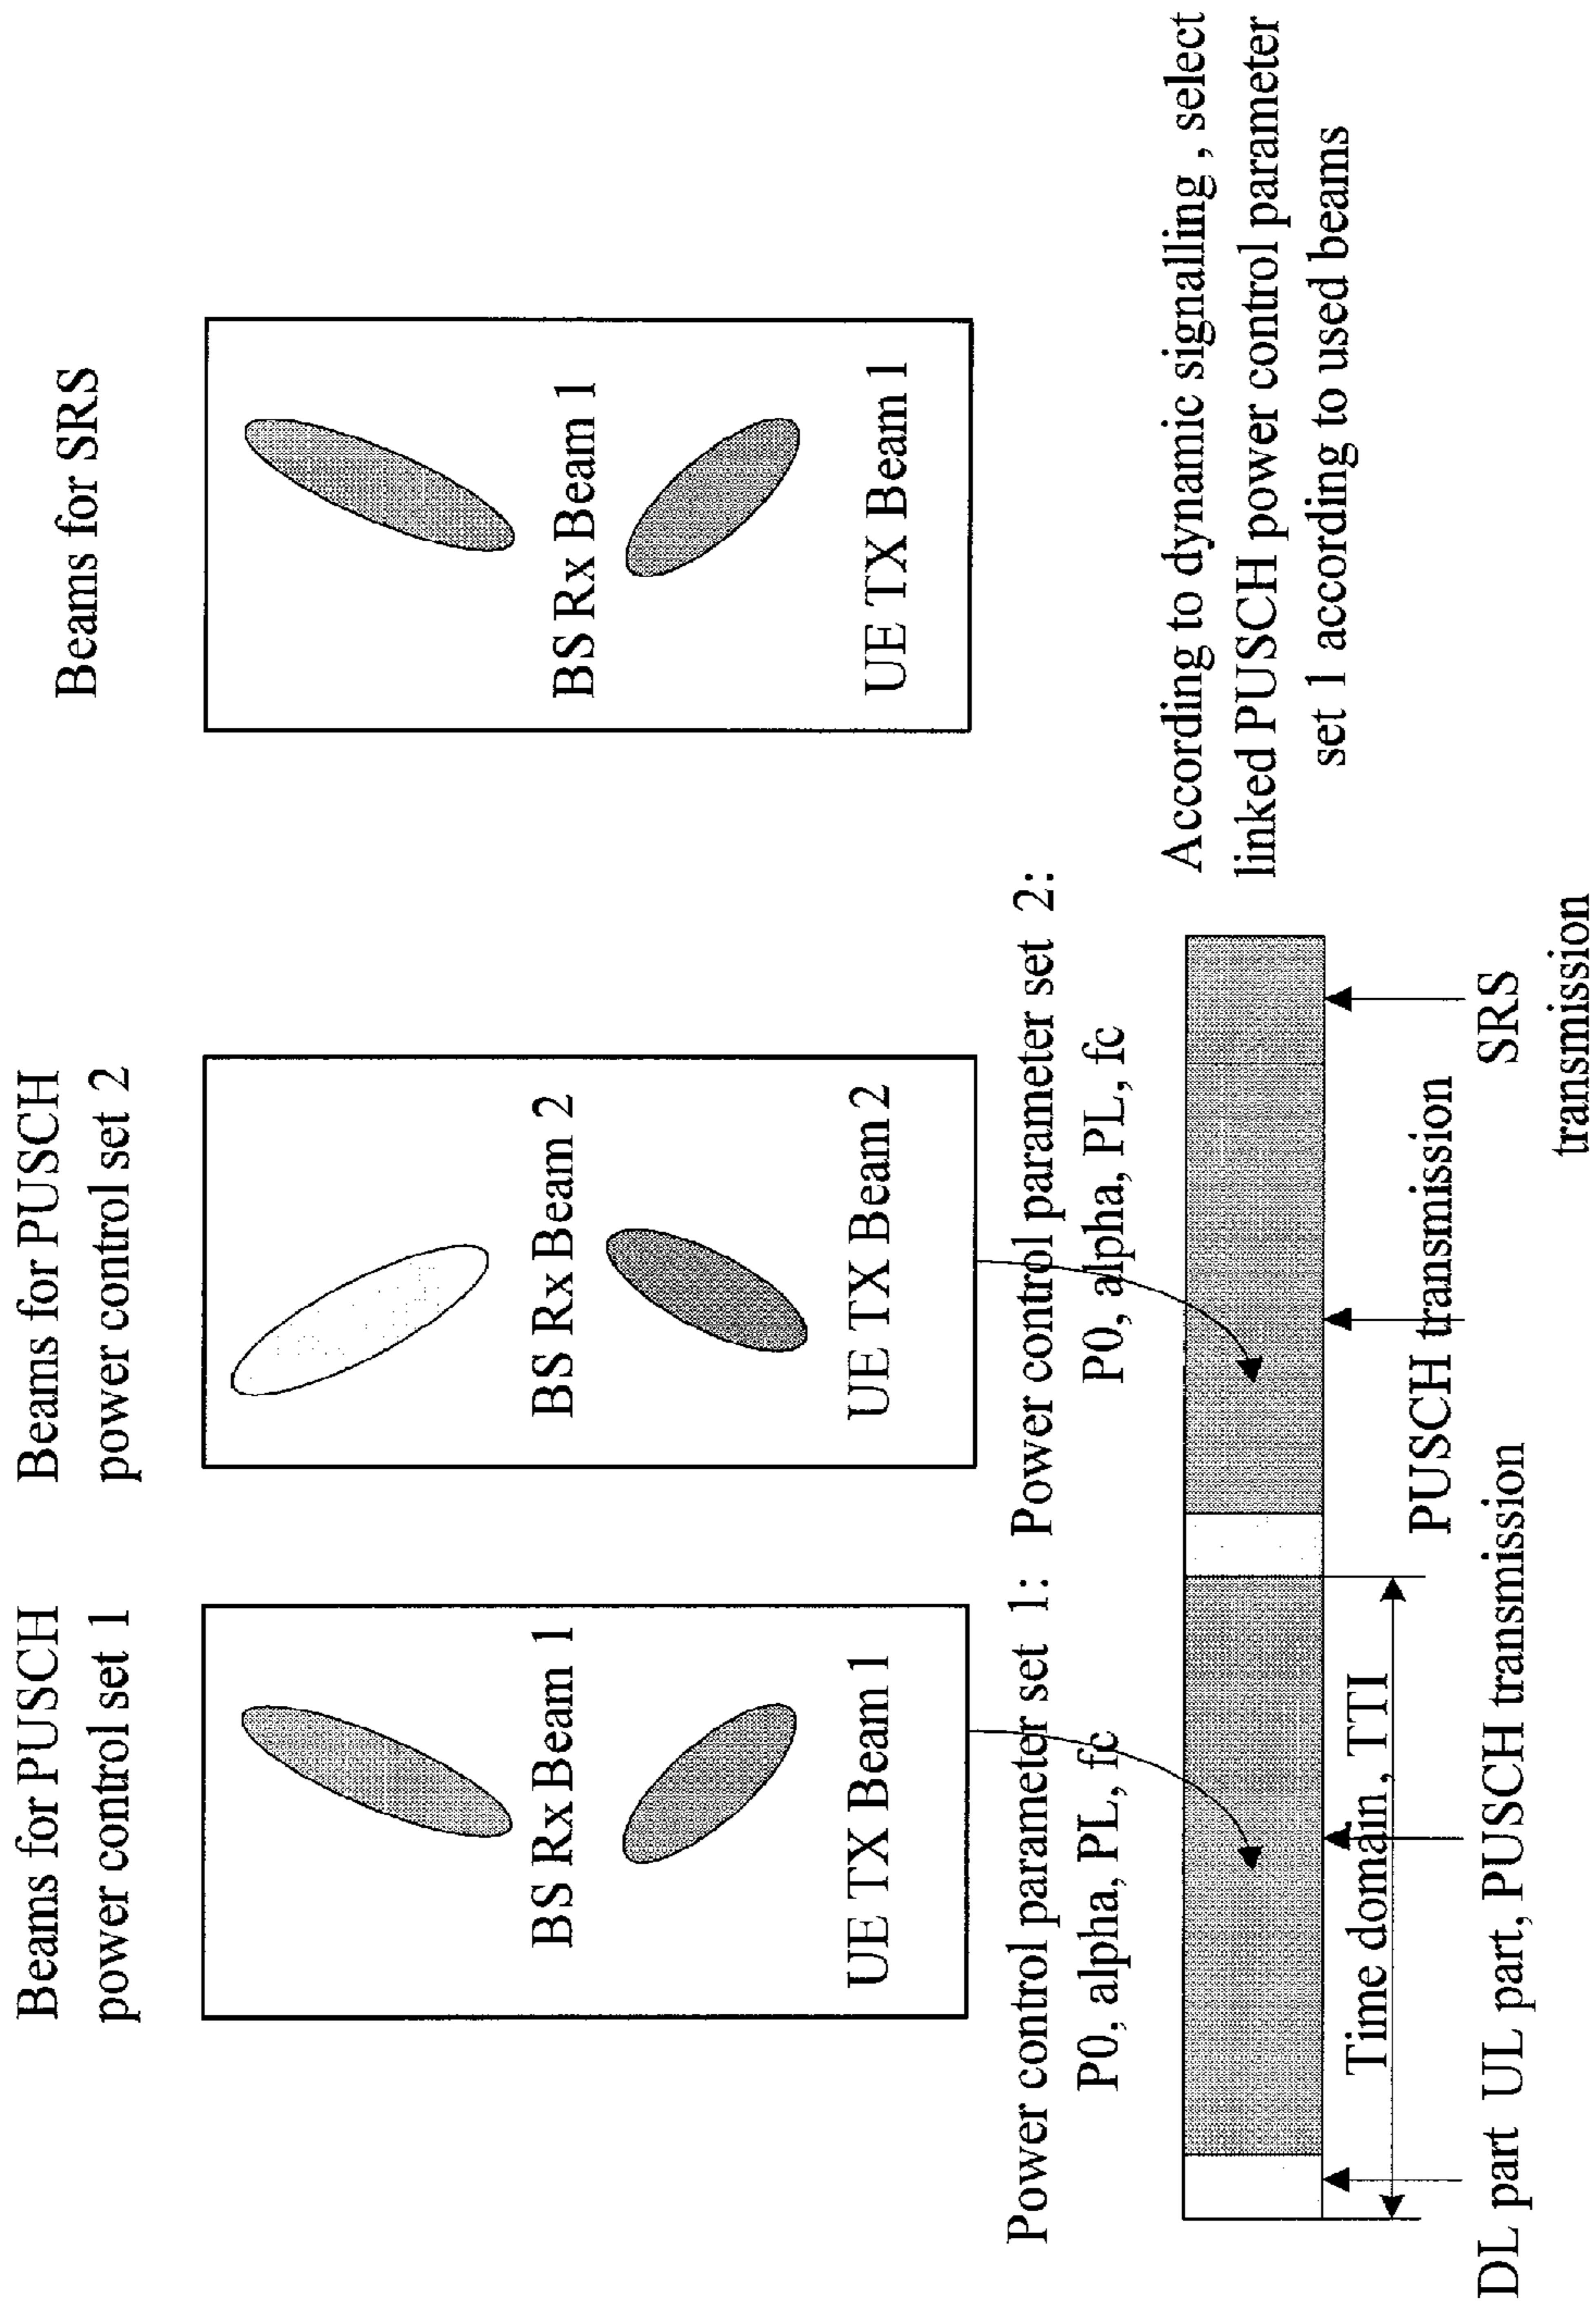 Beams for PUSCH
power control set 1
Beams for PUSCH
power control set 2
Beams for SRS
BS Rx Beam 1
UE TX Beam 1
BS Rx Beam 2
UE TX Beam 2
BS Rx Beam 1
UE TX Beam 1
Power control parameter set 1:
P0, alpha, PL, fc
Power control parameter set 2:
P0, alpha, PL, fc
According to dynamic signalling , select
linked PUSCH power control parameter
set 1 according to used beams
Time domain, TTI
DL part UL part, PUSCH transmission
PUSCH transmission
SRS
transmission